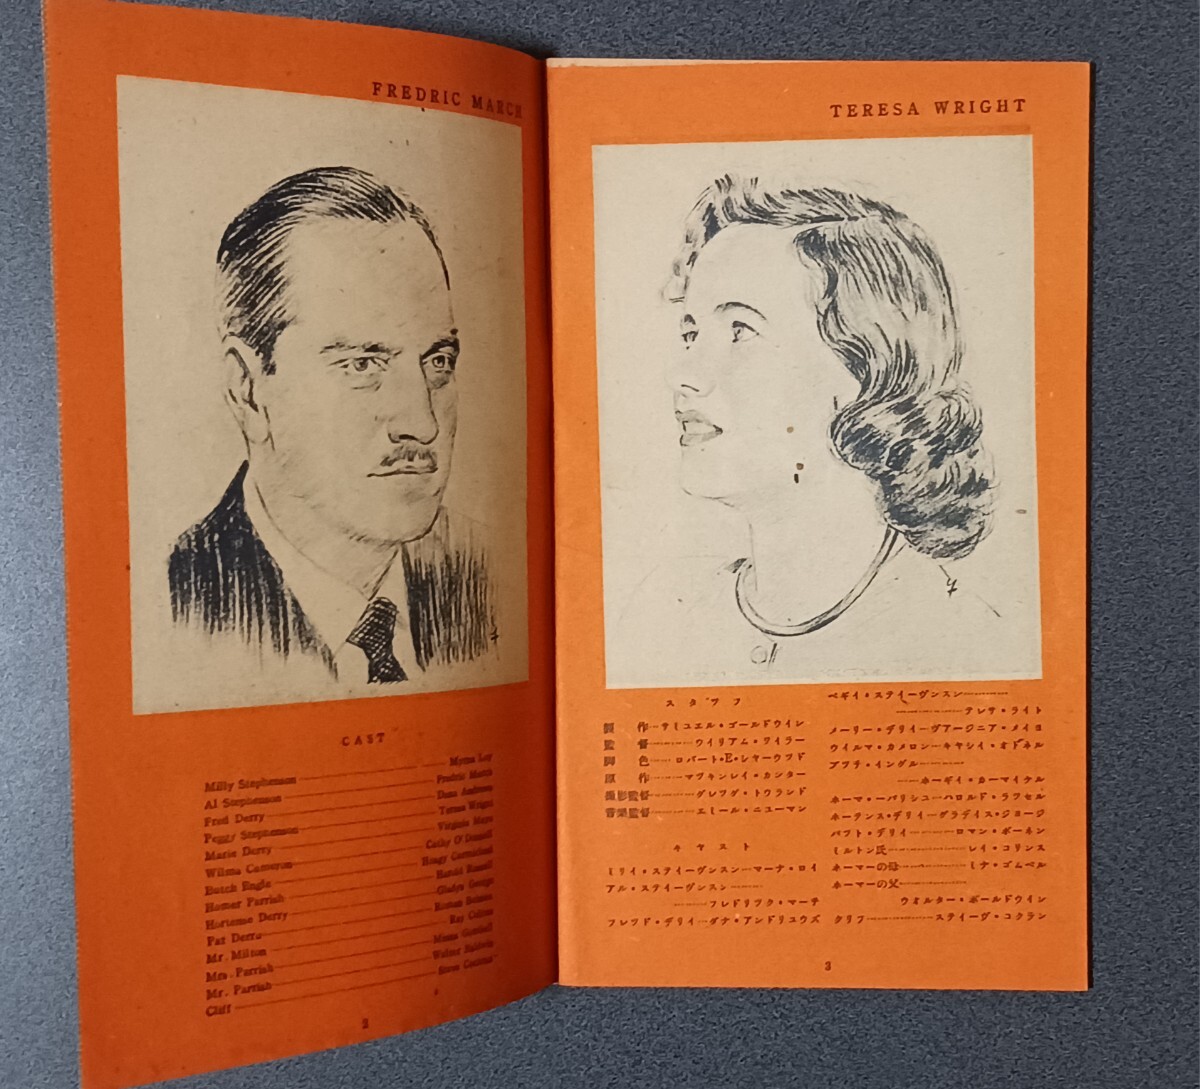 FREDRIC MARCH
CAST
Milly Stephenson Myrna Loy
Al Stephenson Fredric March
Fred Derry Dana Andrews
Peggy Stephenson Teresa Wright
Marie Derry Virginia Mayo
Wilma Cameron Cathy O'Donnell
Butch Engle Hoagy Carmichael
Homer Parrish Harold Russell
Hortense Derry Gladys George
Pat Derry Roman Bohnen
Mr. Milton Ray Collins
Mrs. Parrish Minna Gombell
Mr. Parrish Walter Baldwin
Cliff Steve Cochran
2
TERESA WRIGHT
スタッフ
製作……サミユエル・ゴールドウイン
監督……ウイリアム・ワイラー
脚色……ロバート・E・シヤーウツド
原作……マツキンレイ・カンター
撮影監督……グレツグ・トウランド
音楽監督……エミール・ニユーマン
キヤスト
ミリイ・ステイーヴンスン……マーナ・ロイ
アル・ステイーヴンスン……
……フレドリツク・マーチ
フレツド・デリイ……ダナ・アンドリユウズ
ペギイ・ステイーヴンスン……
……テレサ・ライト
メーリー・デリイ……ヴアージニア・メイヨ
ウイルマ・カメロン……キヤシイ・オドネル
アフチ・イングル……
……ホーギイ・カーマイケル
ホーマー・パリシユ……ハロルド・ラツセル
ホーテンス・デリイ……グラデイス・ジヨージ
パツト・デリイ……ロマン・ボーネン
ミルトン氏……レイ・コリンス
ホーマーの母……ミナ・ゴムベル
ホーマーの父……
ウオルター・ボールドウイン
クリフ……ステイーヴ・コクラン
3